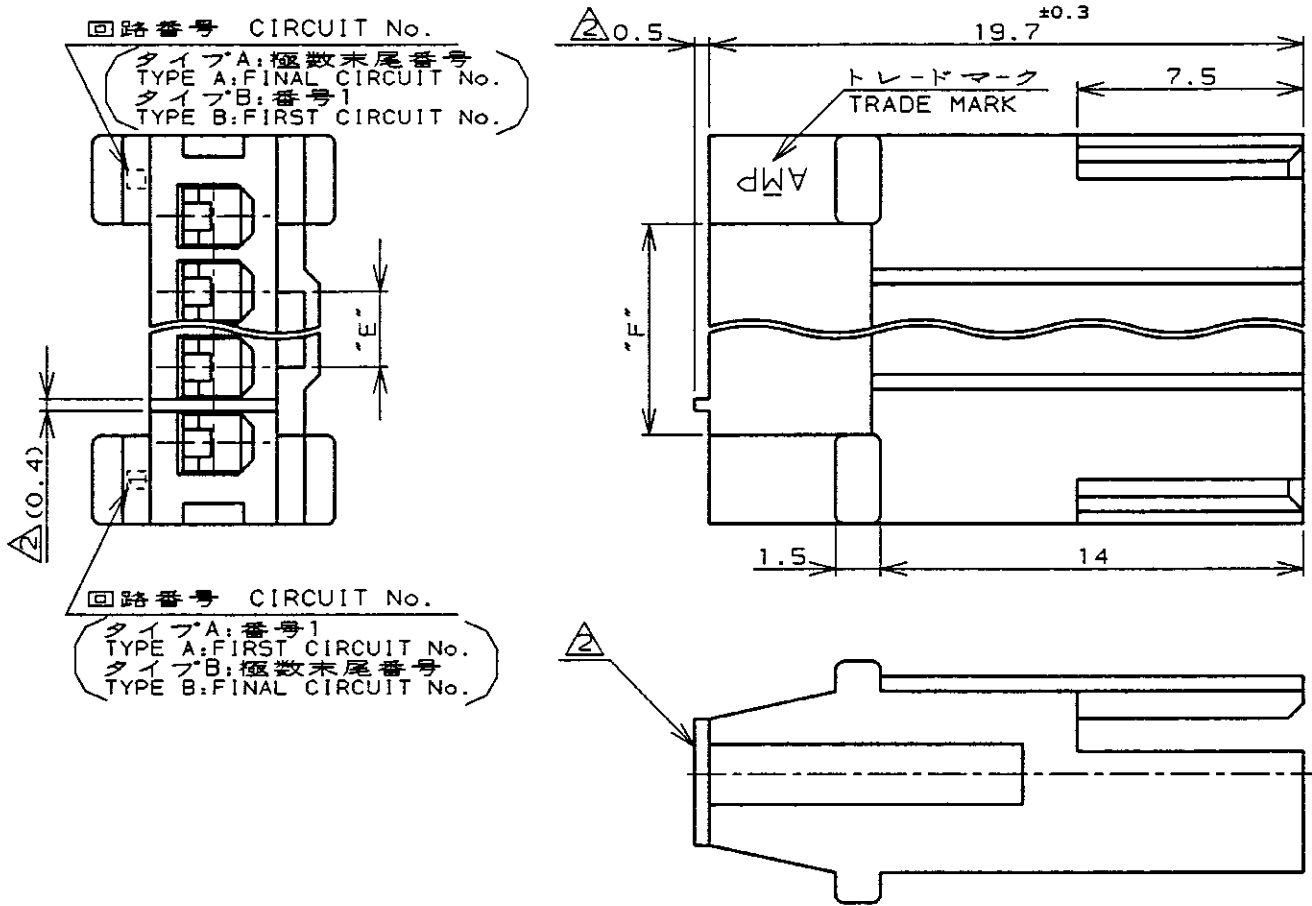 回路番号 CIRCUIT No.
タイプA:極数末尾番号
TYPE A:FINAL CIRCUIT No.
タイプB:番号1
TYPE B:FIRST CIRCUIT No.
2 0.5
19.7 ±0.3
トレードマーク
TRADE MARK
7.5
AMP
"E"
"F"
2 (0.4)
1.5
14
回路番号 CIRCUIT No.
タイプA:番号1
TYPE A:FIRST CIRCUIT No.
タイプB:極数末尾番号
TYPE B:FINAL CIRCUIT No.
2